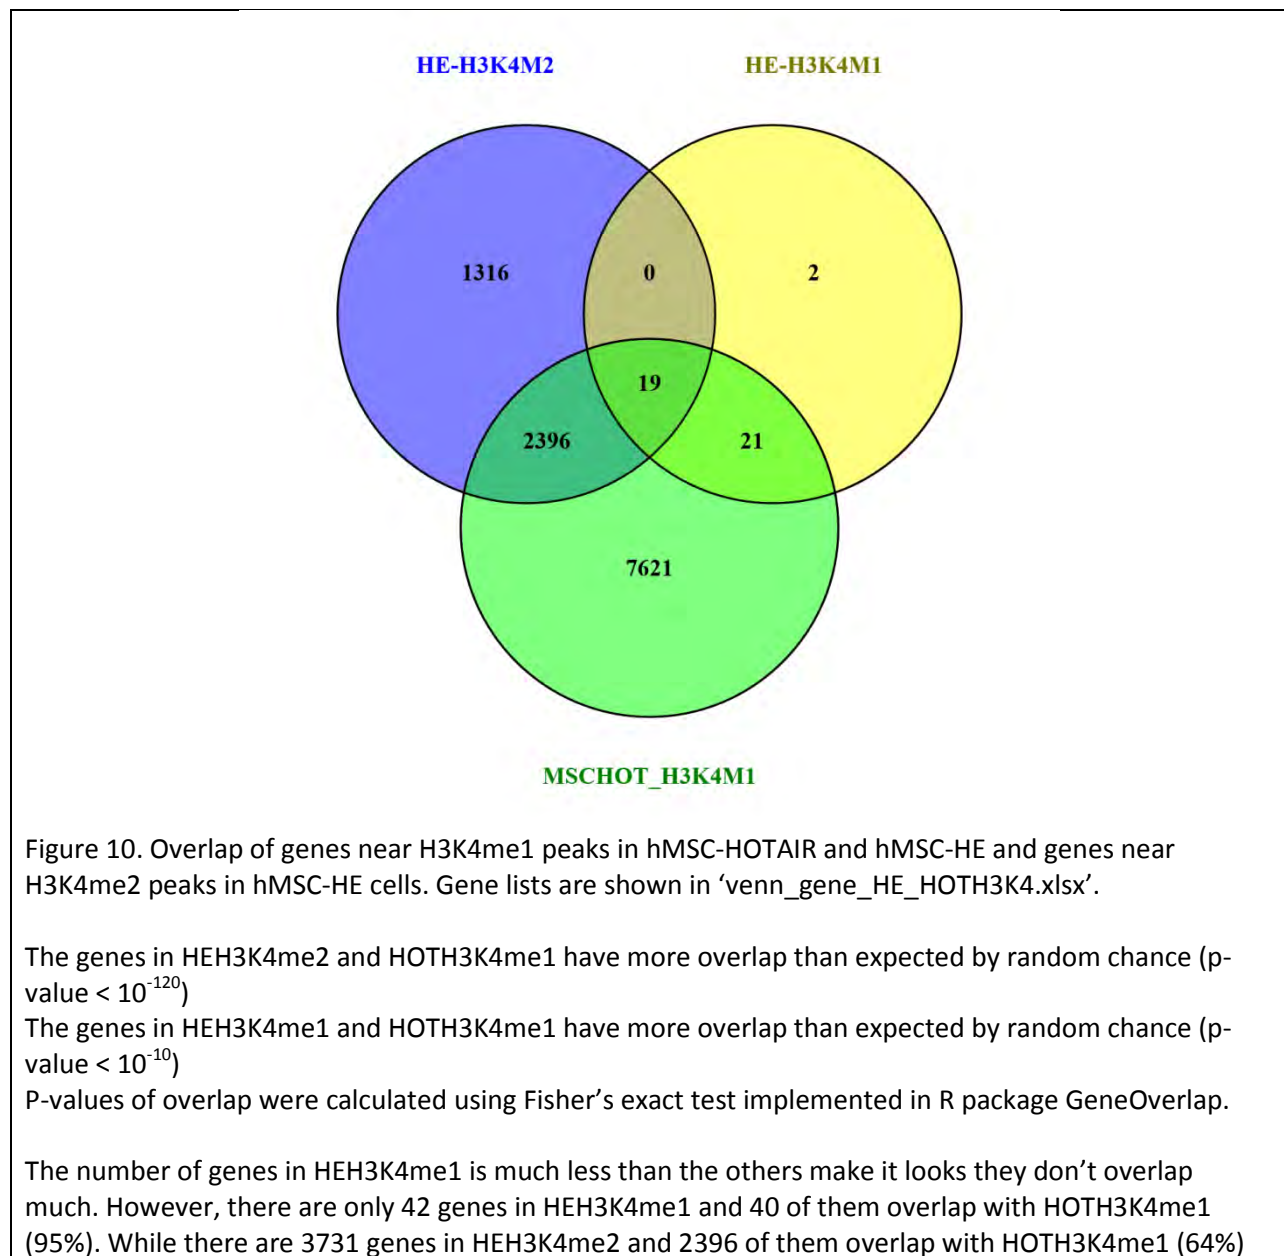 HE-H3K4M2 HE-H3K4M1
1316 0 2
19
2396 21
7621
MSCHOT_H3K4M1
Figure 10. Overlap of genes near H3K4me1 peaks in hMSC-HOTAIR and hMSC-HE and genes near
H3K4me2 peaks in hMSC-HE cells. Gene lists are shown in ‘venn_gene_HE_HOTH3K4.xlsx’.
The genes in HEH3K4me2 and HOTH3K4me1 have more overlap than expected by random chance (p-
value < 10-120)
The genes in HEH3K4me1 and HOTH3K4me1 have more overlap than expected by random chance (p-
value < 10-10)
P-values of overlap were calculated using Fisher’s exact test implemented in R package GeneOverlap.
The number of genes in HEH3K4me1 is much less than the others make it looks they don’t overlap
much. However, there are only 42 genes in HEH3K4me1 and 40 of them overlap with HOTH3K4me1
(95%). While there are 3731 genes in HEH3K4me2 and 2396 of them overlap with HOTH3K4me1 (64%)